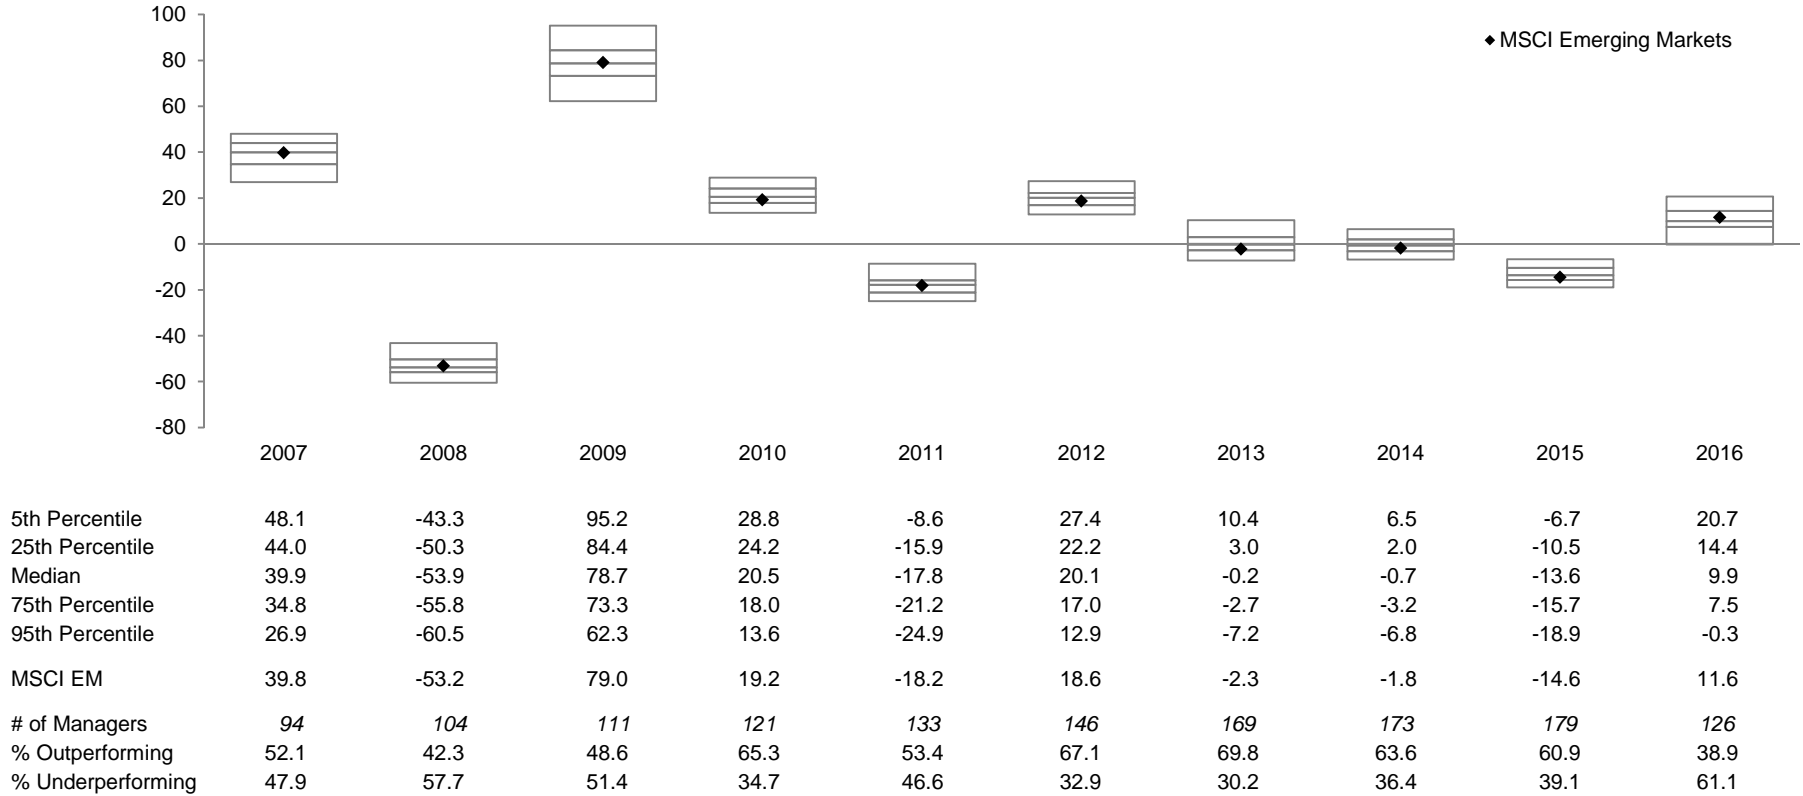 100
◆ MSCI Emerging Markets
80
60
40
20
0
-20
-40
-60
-80
2007 2008 2009 2010 2011 2012 2013 2014 2015 2016
5th Percentile 48.1 -43.3 95.2 28.8 -8.6 27.4 10.4 6.5 -6.7 20.7
25th Percentile 44.0 -50.3 84.4 24.2 -15.9 22.2 3.0 2.0 -10.5 14.4
Median 39.9 -53.9 78.7 20.5 -17.8 20.1 -0.2 -0.7 -13.6 9.9
75th Percentile 34.8 -55.8 73.3 18.0 -21.2 17.0 -2.7 -3.2 -15.7 7.5
95th Percentile 26.9 -60.5 62.3 13.6 -24.9 12.9 -7.2 -6.8 -18.9 -0.3
MSCI EM 39.8 -53.2 79.0 19.2 -18.2 18.6 -2.3 -1.8 -14.6 11.6
# of Managers 94 104 111 121 133 146 169 173 179 126
% Outperforming 52.1 42.3 48.6 65.3 53.4 67.1 69.8 63.6 60.9 38.9
% Underperforming 47.9 57.7 51.4 34.7 46.6 32.9 30.2 36.4 39.1 61.1